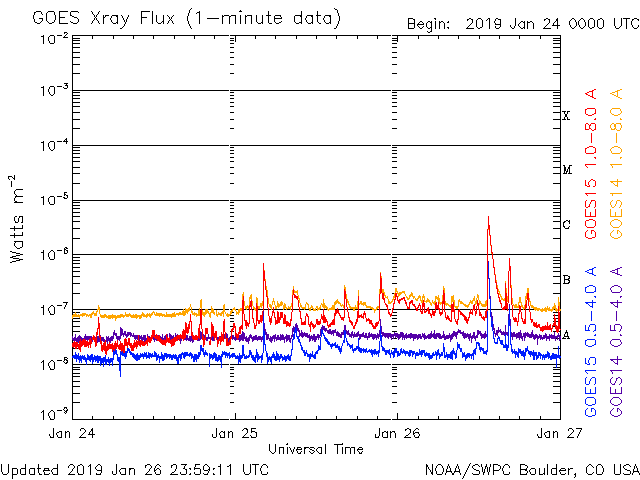 GOES Xray Flux (1-minute data)
Begin: 2019 Jan 24 0000 UTC
10-2
10-3
10-4
10-5
10-6
10-7
10-8
10-9
Watts m-2
X
M
C
B
A
GOES15 1.0-8.0 A
GOES14 1.0-8.0 A
GOES15 0.5-4.0 A
GOES14 0.5-4.0 A
Jan 24
Jan 25
Jan 26
Jan 27
Universal Time
Updated 2019 Jan 26 23:59:11 UTC
NOAA/SWPC Boulder, CO USA